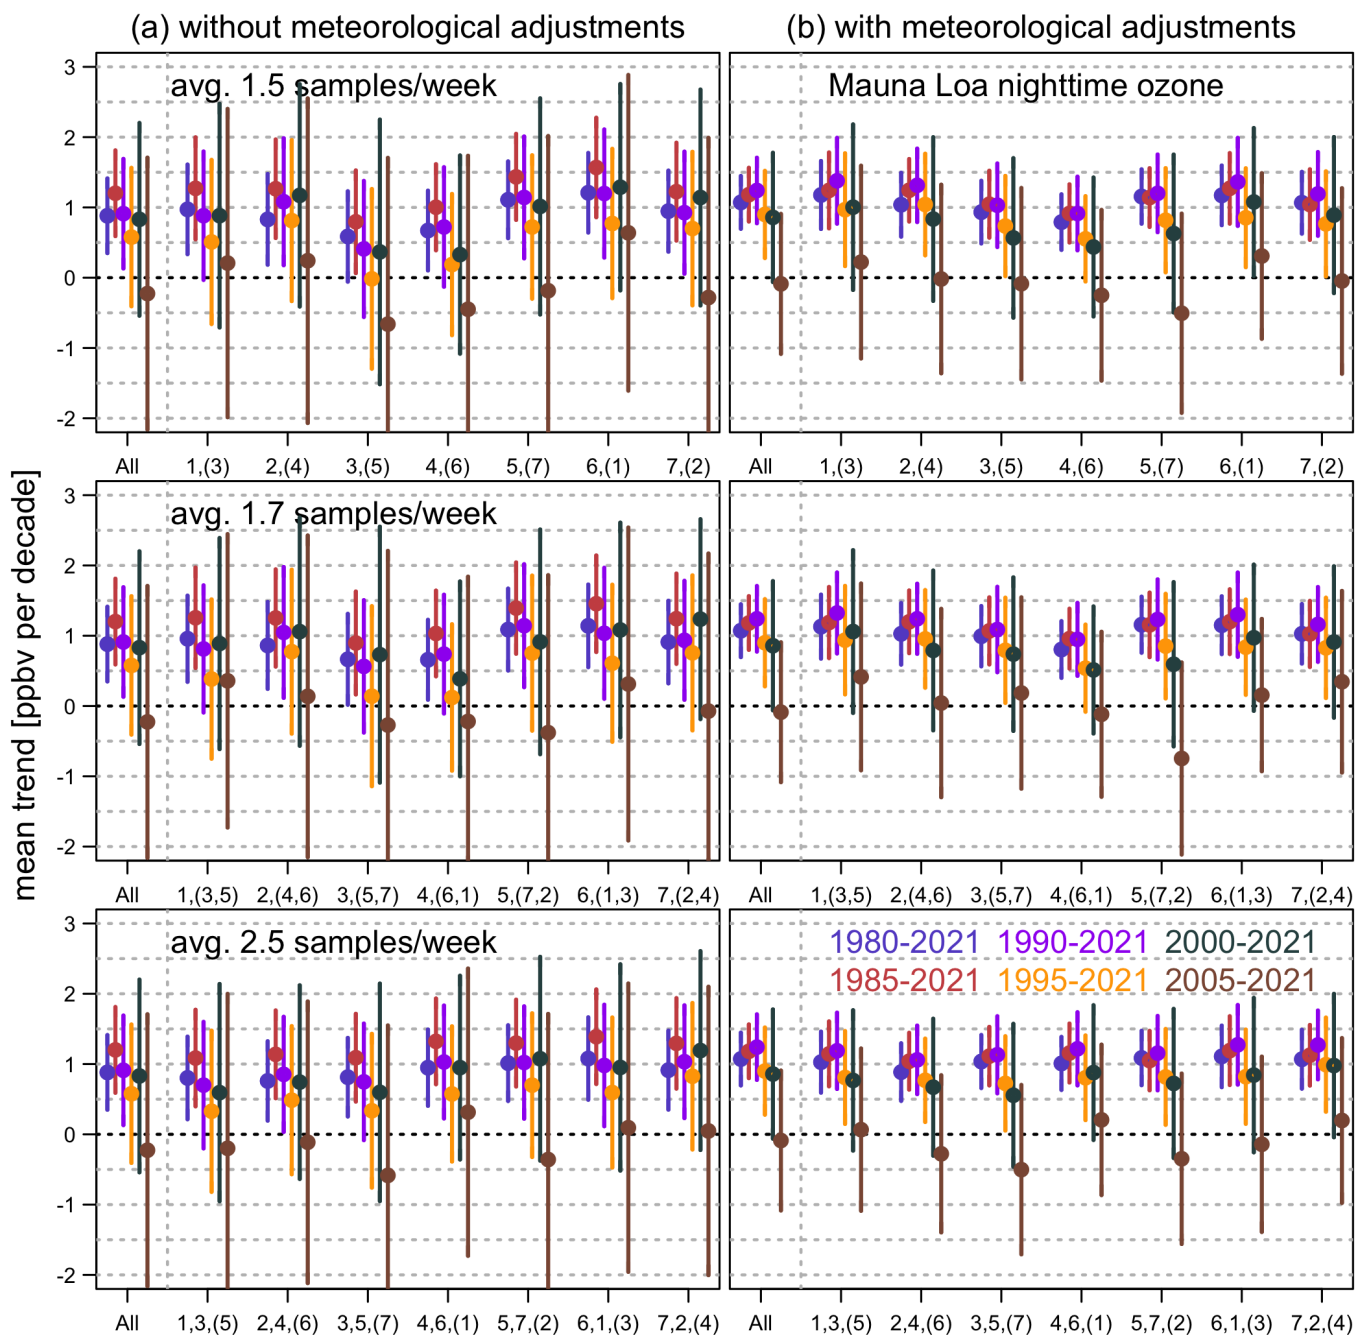 (a) without meteorological adjustments (b) with meteorological adjustments
mean trend [ppbv per decade]
avg. 1.5 samples/week Mauna Loa nighttime ozone
3
2
1
0
-1
-2
All 1,(3) 2,(4) 3,(5) 4,(6) 5,(7) 6,(1) 7,(2) All 1,(3) 2,(4) 3,(5) 4,(6) 5,(7) 6,(1) 7,(2)
avg. 1.7 samples/week
3
2
1
0
-1
-2
All 1,(3,5) 2,(4,6) 3,(5,7) 4,(6,1) 5,(7,2) 6,(1,3) 7,(2,4) All 1,(3,5) 2,(4,6) 3,(5,7) 4,(6,1) 5,(7,2) 6,(1,3) 7,(2,4)
avg. 2.5 samples/week 1980-2021 1990-2021 2000-2021
1985-2021 1995-2021 2005-2021
3
2
1
0
-1
-2
All 1,3,(5) 2,4,(6) 3,5,(7) 4,6,(1) 5,7,(2) 6,1,(3) 7,2,(4) All 1,3,(5) 2,4,(6) 3,5,(7) 4,6,(1) 5,7,(2) 6,1,(3) 7,2,(4)